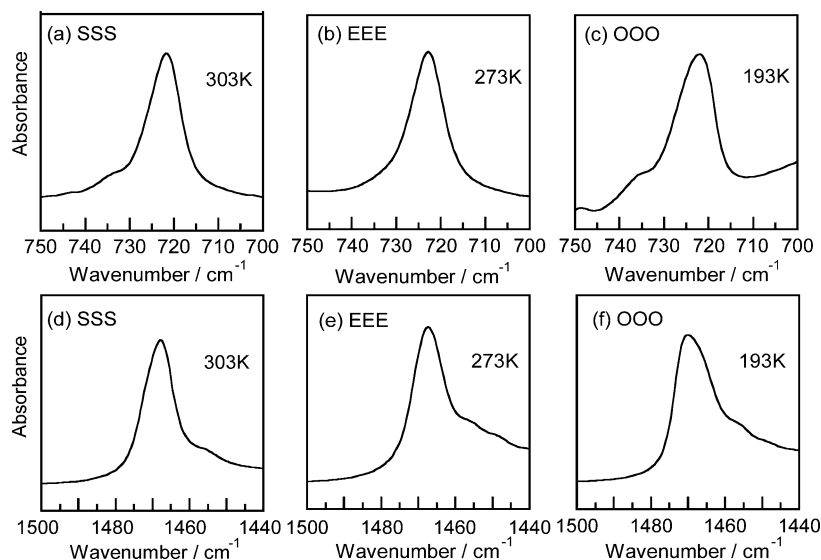 (a) SSS
303K
Absorbance
750 740 730 720 710 700
Wavenumber / cm-1
(b) EEE
273K
750 740 730 720 710 700
Wavenumber / cm-1
(c) OOO
193K
750 740 730 720 710 700
Wavenumber / cm-1
(d) SSS
303K
Absorbance
1500 1480 1460 1440
Wavenumber / cm-1
(e) EEE
273K
1500 1480 1460 1440
Wavenumber / cm-1
(f) OOO
193K
1500 1480 1460 1440
Wavenumber / cm-1